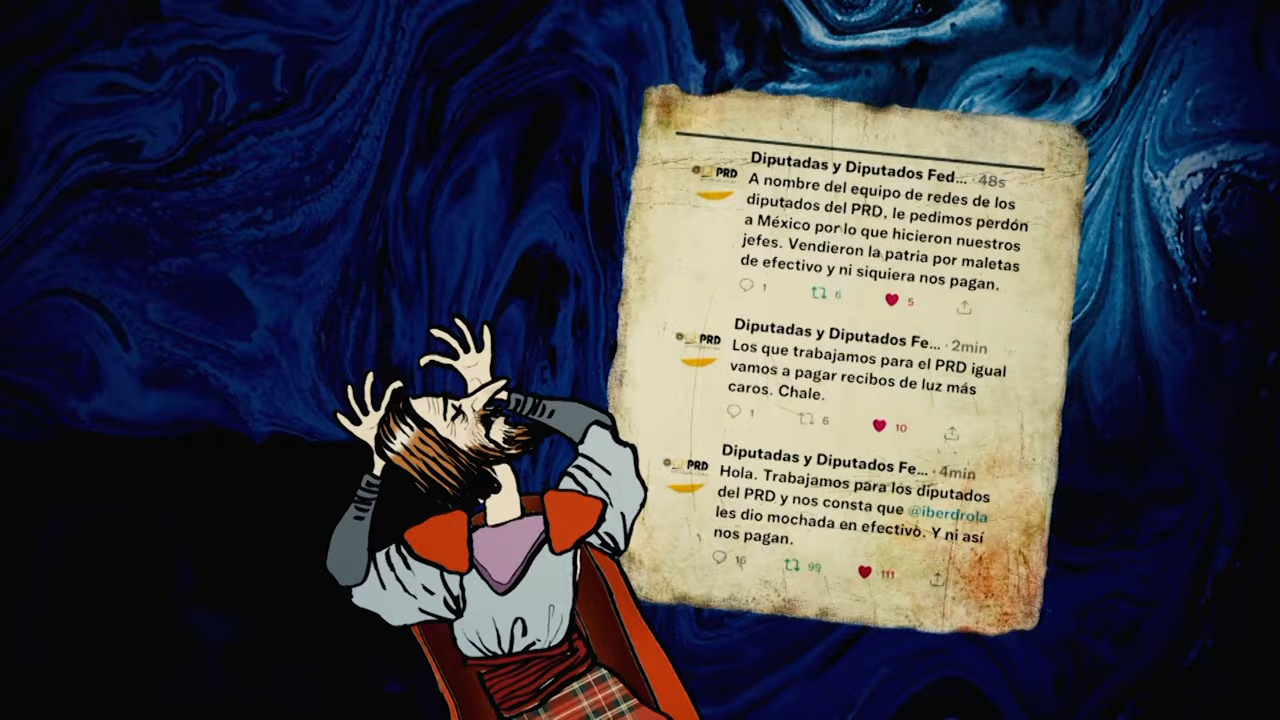 Diputadas y Diputados Fed... · 48s
PRD
A nombre del equipo de redes de los
diputados del PRD, le pedimos perdón
a México por lo que hicieron nuestros
jefes. Vendieron la patria por maletas
de efectivo y ni siquiera nos pagan.
1 6 5
Diputadas y Diputados Fe... · 2min
PRD
Los que trabajamos para el PRD igual
vamos a pagar recibos de luz más
caros. Chale.
1 6 10
Diputadas y Diputados Fe... · 4min
PRD
Hola. Trabajamos para los diputados
del PRD y nos consta que @iberdrola
les dio mochada en efectivo. Y ni así
nos pagan.
16 99 111